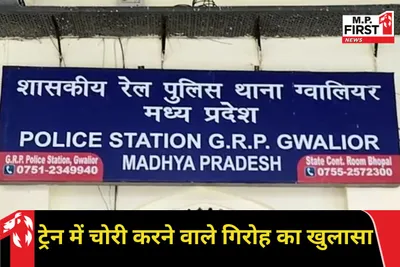 M.P.
FIRST
NEWS
शासकीय रेल पुलिस थाना ग्वालियर
मध्य प्रदेश
POLICE STATION G.R.P. GWALIOR
MADHYA PRADESH
G.R.P. Police Station, Gwalior
0751-2349940
State Cont. Room Bhopal
0755-2572300
ट्रेन में चोरी करने वाले गिरोह का खुलासा